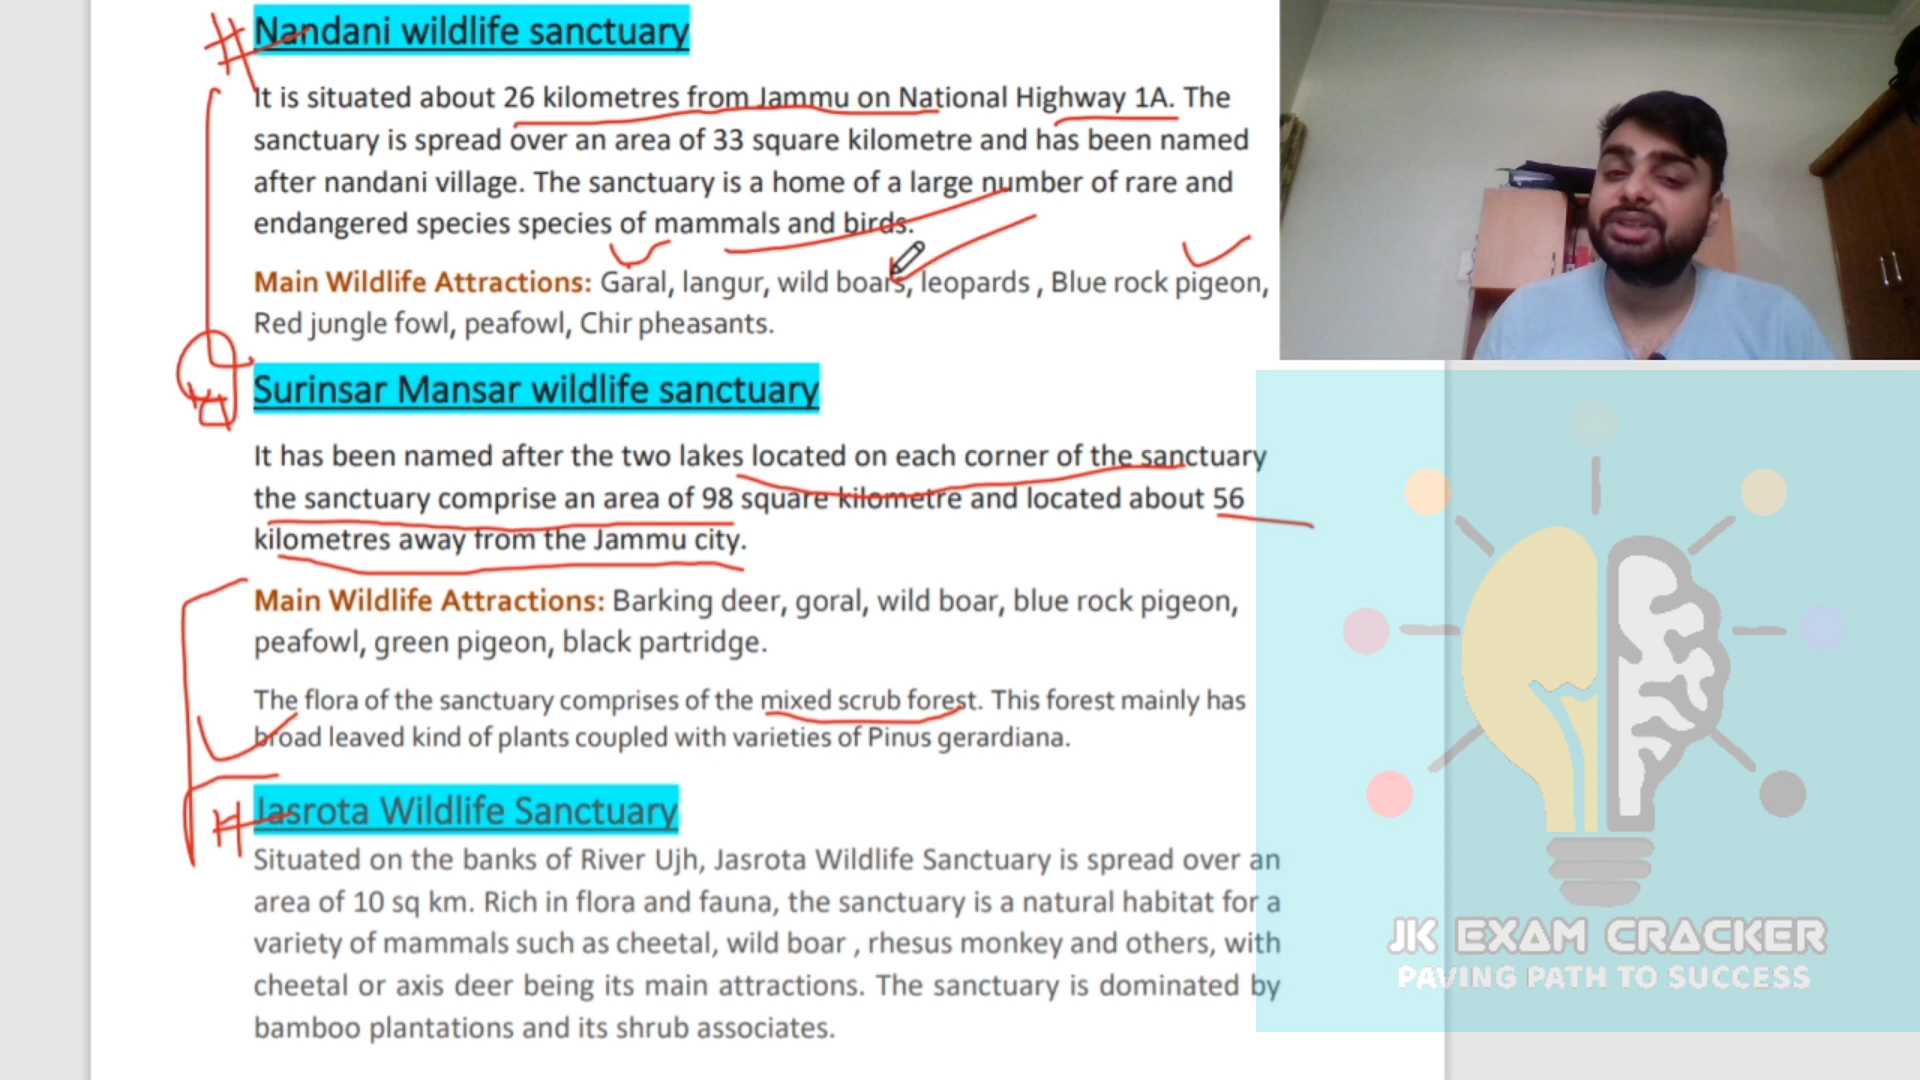 Nandani wildlife sanctuary
It is situated about 26 kilometres from Jammu on National Highway 1A. The
sanctuary is spread over an area of 33 square kilometre and has been named
after nandani village. The sanctuary is a home of a large number of rare and
endangered species species of mammals and birds.
Main Wildlife Attractions: Garal, langur, wild boars, leopards , Blue rock pigeon,
Red jungle fowl, peafowl, Chir pheasants.
Surinsar Mansar wildlife sanctuary
It has been named after the two lakes located on each corner of the sanctuary
the sanctuary comprise an area of 98 square kilometre and located about 56
kilometres away from the Jammu city.
Main Wildlife Attractions: Barking deer, goral, wild boar, blue rock pigeon,
peafowl, green pigeon, black partridge.
The flora of the sanctuary comprises of the mixed scrub forest. This forest mainly has
broad leaved kind of plants coupled with varieties of Pinus gerardiana.
Jasrota Wildlife Sanctuary
Situated on the banks of River Ujh, Jasrota Wildlife Sanctuary is spread over an
area of 10 sq km. Rich in flora and fauna, the sanctuary is a natural habitat for a
variety of mammals such as cheetal, wild boar , rhesus monkey and others, with
cheetal or axis deer being its main attractions. The sanctuary is dominated by
bamboo plantations and its shrub associates.
JK EXAM CRACKER
PAVING PATH TO SUCCESS